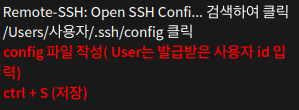 Remote-SSH: Open SSH Confi... 검색하여 클릭
/Users/사용자/.ssh/config 클릭
config 파일 작성( User는 발급받은 사용자 id 입
력)
ctrl + S (저장)